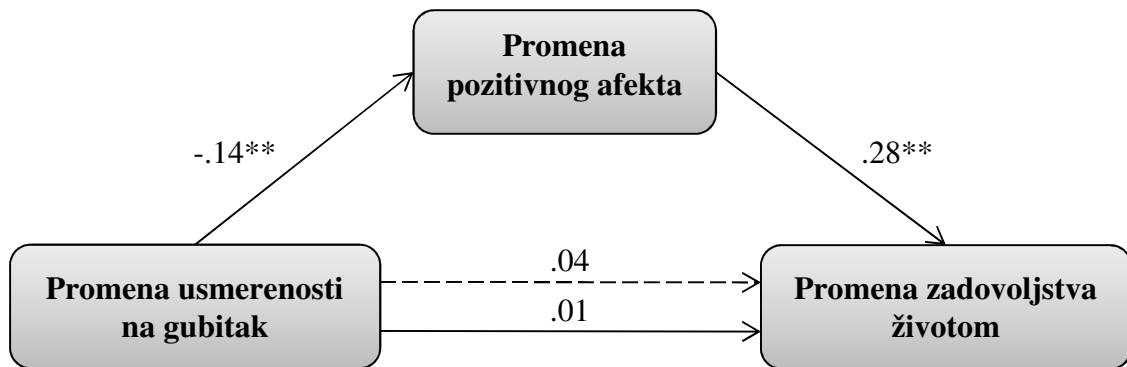 Promena
pozitivnog afekta
-.14**
.28**
Promena usmerenosti
na gubitak
.04
.01
Promena zadovoljstva
životom